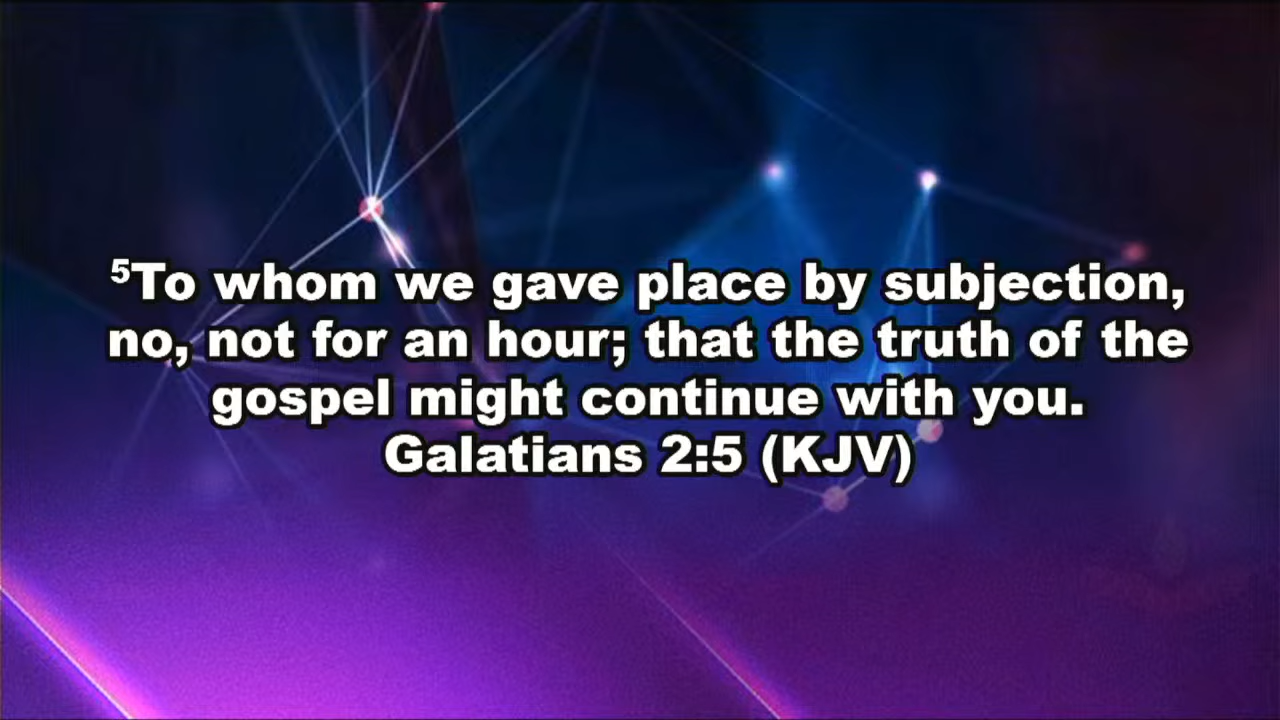 ⁵To whom we gave place by subjection,
no, not for an hour; that the truth of the
gospel might continue with you.
Galatians 2:5 (KJV)